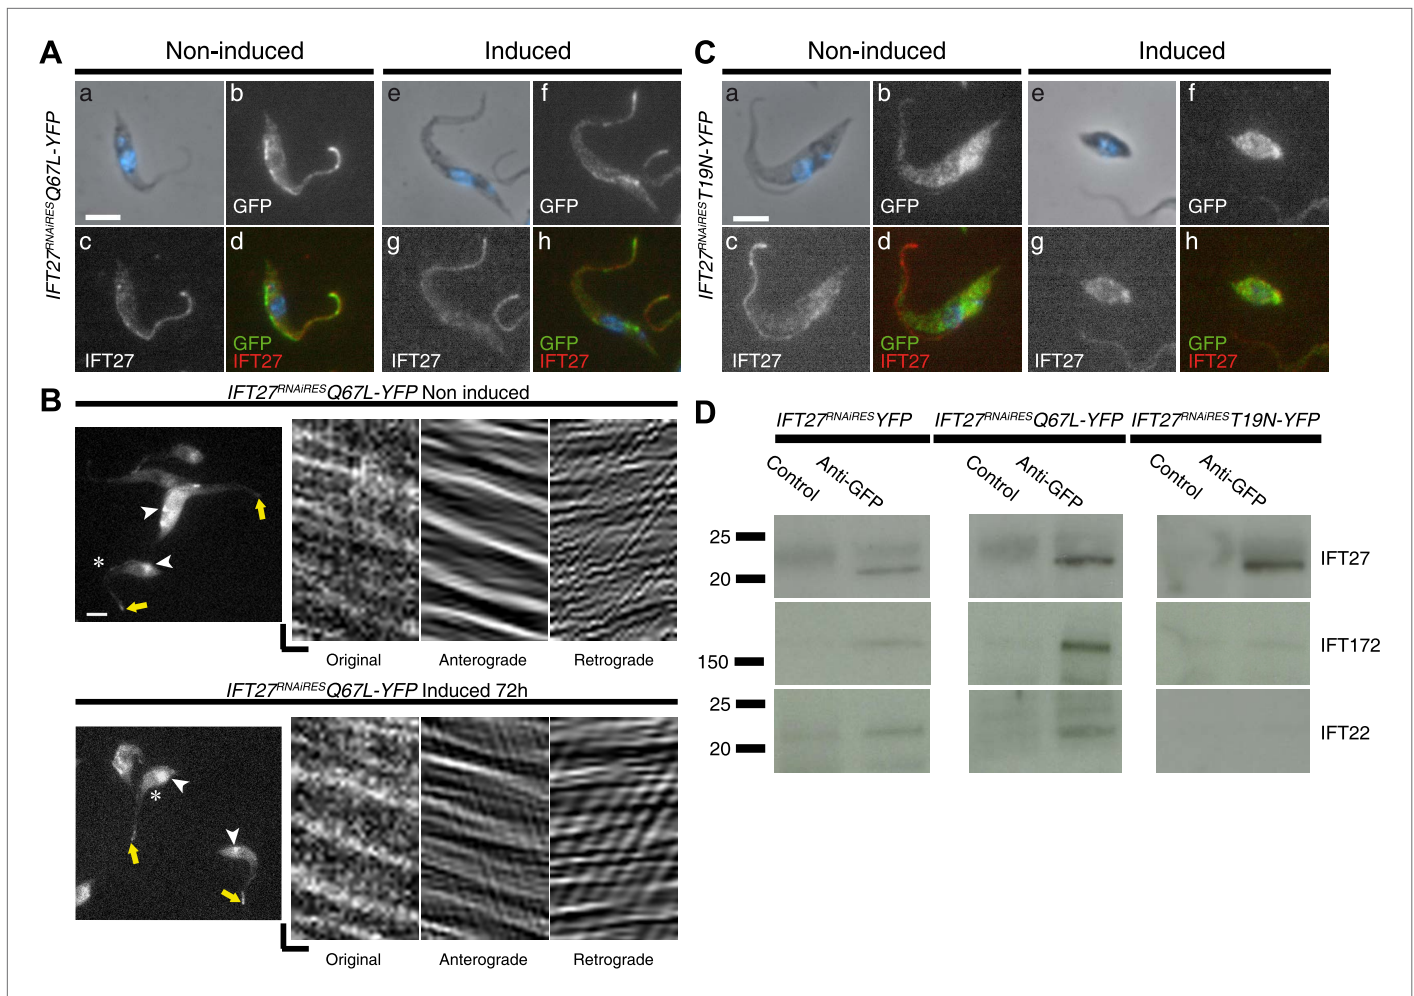 A
Non-induced
Induced
IFT27RNAiRESQ67L-YFP
a
b
GFP
e
f
GFP
c
IFT27
d
GFP
IFT27
g
IFT27
h
GFP
IFT27
C
Non-induced
Induced
IFT27RNAiREST19N-YFP
a
b
GFP
e
f
GFP
c
IFT27
d
GFP
IFT27
g
IFT27
h
GFP
IFT27
B
IFT27RNAiRESQ67L-YFP Non induced
*
Original
Anterograde
Retrograde
IFT27RNAiRESQ67L-YFP Induced 72h
*
Original
Anterograde
Retrograde
D
IFT27RNAiRESYFP
IFT27RNAiRESQ67L-YFP
IFT27RNAiREST19N-YFP
Control
Anti-GFP
Control
Anti-GFP
Control
Anti-GFP
25
20
IFT27
150
IFT172
25
20
IFT22